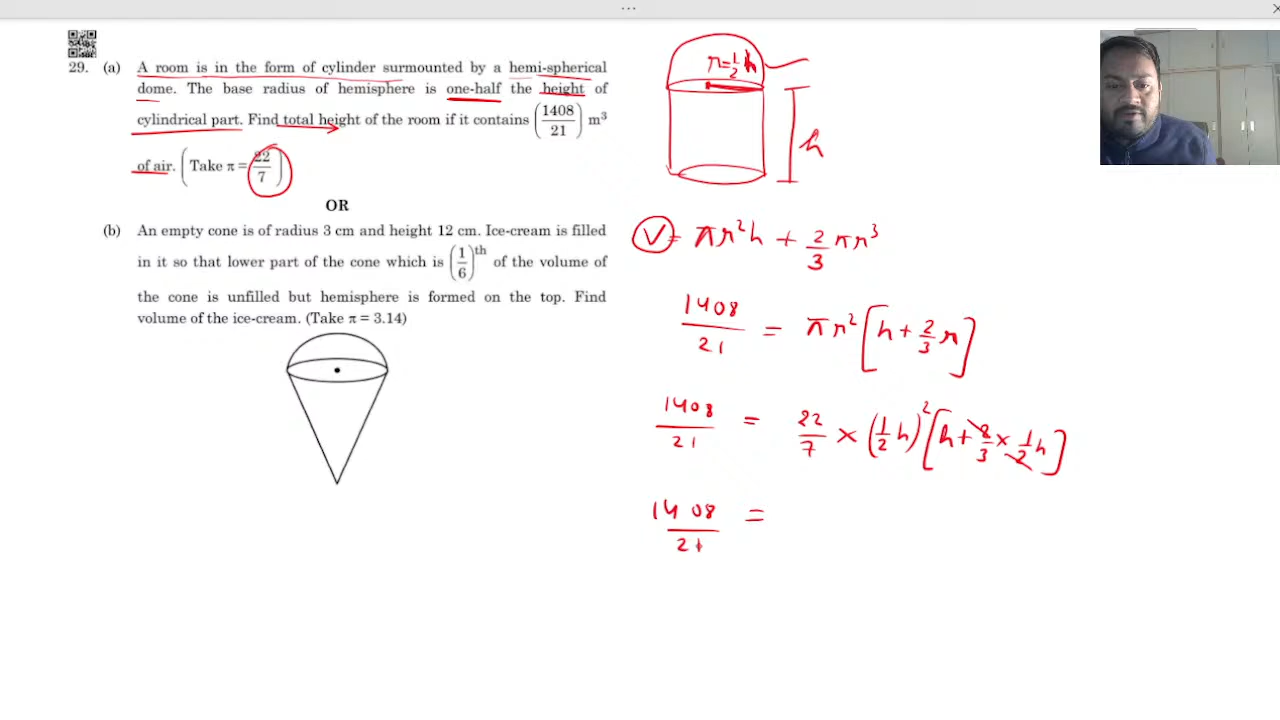 29. (a) A room is in the form of cylinder surmounted by a hemi-spherical
dome. The base radius of hemisphere is one-half the height of
cylindrical part. Find total height of the room if it contains (1408/21) m³
of air. (Take π = 22/7)
OR
(b) An empty cone is of radius 3 cm and height 12 cm. Ice-cream is filled
in it so that lower part of the cone which is (1/6)th of the volume of
the cone is unfilled but hemisphere is formed on the top. Find
volume of the ice-cream. (Take π = 3.14)
r = 1/2 h
h
V = πr²h + 2/3 πr³
1408/21 = πr² [h + 2/3 r]
1408/21 = 22/7 × (1/2 h)² [h + 2/3 × 1/2 h]
1408/21 =